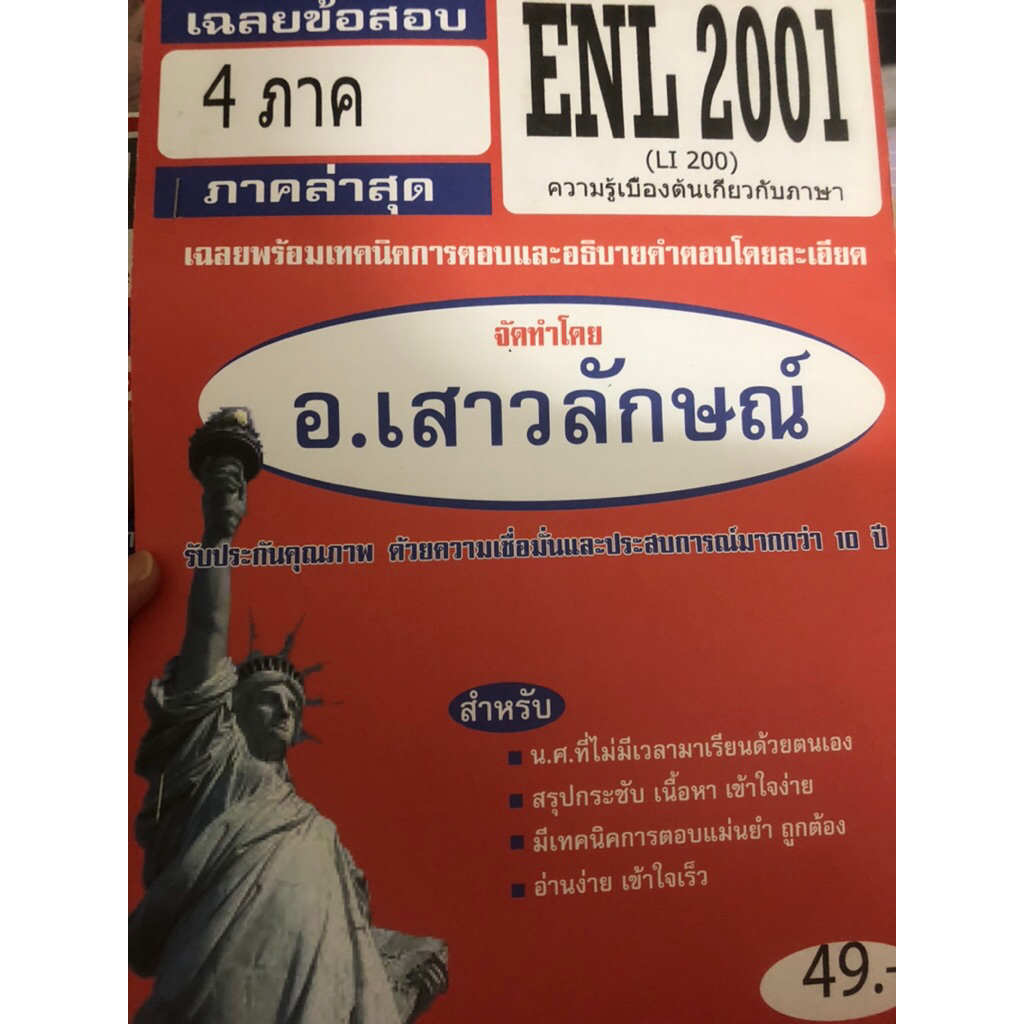 เฉลยข้อสอบ
4 ภาค
ภาคล่าสุด
ENL 2001
(LI 200)
ความรู้เบื้องต้นเกี่ยวกับภาษา
เฉลยพร้อมเทคนิคการตอบและอธิบายคำตอบโดยละเอียด
จัดทำโดย
อ.เสาวลักษณ์
รับประกันคุณภาพ ด้วยความเชื่อมั่นและประสบการณ์มากกว่า 10 ปี
สำหรับ
น.ศ.ที่ไม่มีเวลามาเรียนด้วยตนเอง
สรุปกระชับ เนื้อหา เข้าใจง่าย
มีเทคนิคการตอบแม่นยำ ถูกต้อง
อ่านง่าย เข้าใจเร็ว
49.-